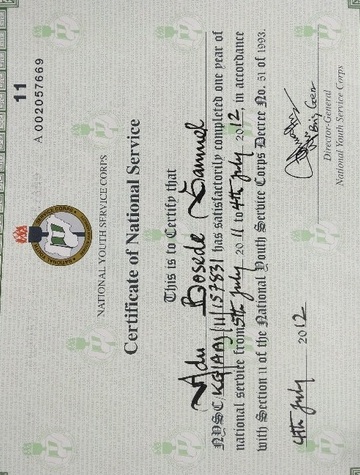 11
A 002057669
NATIONAL YOUTH SERVICE CORPS
Certificate of National Service
This is to Certify that
Adu Bosede Samuel
NYSC/KG/AAJ/11/157831 has satisfactorily completed one year of
national service from 5th July 2011 to 4th July 2012, in accordance
with Section 11 of the National Youth Service Corps Decree No. 51 of 1993.
4th July 2012
Brig Gen
Director-General
National Youth Service Corps